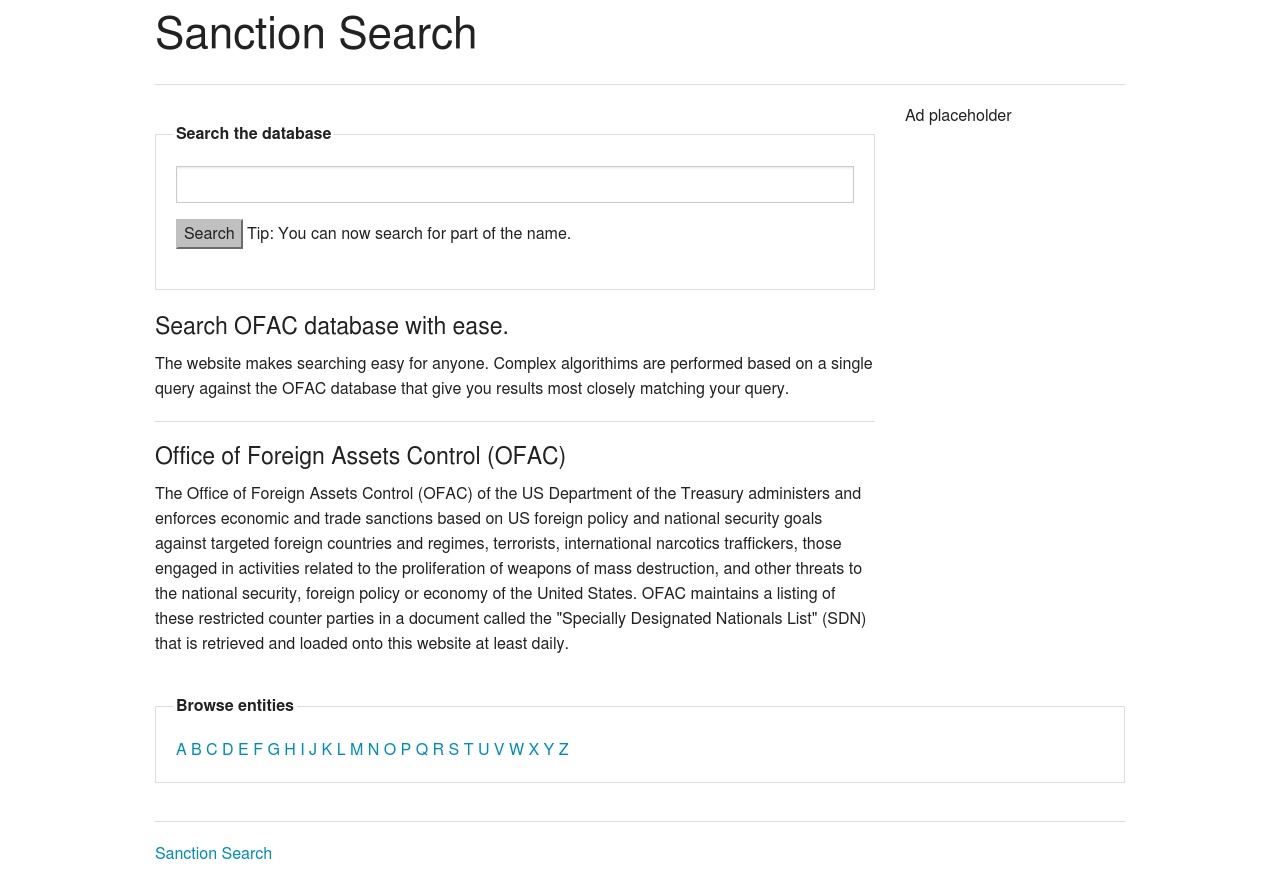 Sanction Search
Ad placeholder
Search the database
Search Tip: You can now search for part of the name.
Search OFAC database with ease.
The website makes searching easy for anyone. Complex algorithims are performed based on a single
query against the OFAC database that give you results most closely matching your query.
Office of Foreign Assets Control (OFAC)
The Office of Foreign Assets Control (OFAC) of the US Department of the Treasury administers and
enforces economic and trade sanctions based on US foreign policy and national security goals
against targeted foreign countries and regimes, terrorists, international narcotics traffickers, those
engaged in activities related to the proliferation of weapons of mass destruction, and other threats to
the national security, foreign policy or economy of the United States. OFAC maintains a listing of
these restricted counter parties in a document called the "Specially Designated Nationals List" (SDN)
that is retrieved and loaded onto this website at least daily.
Browse entities
A B C D E F G H I J K L M N O P Q R S T U V W X Y Z
Sanction Search